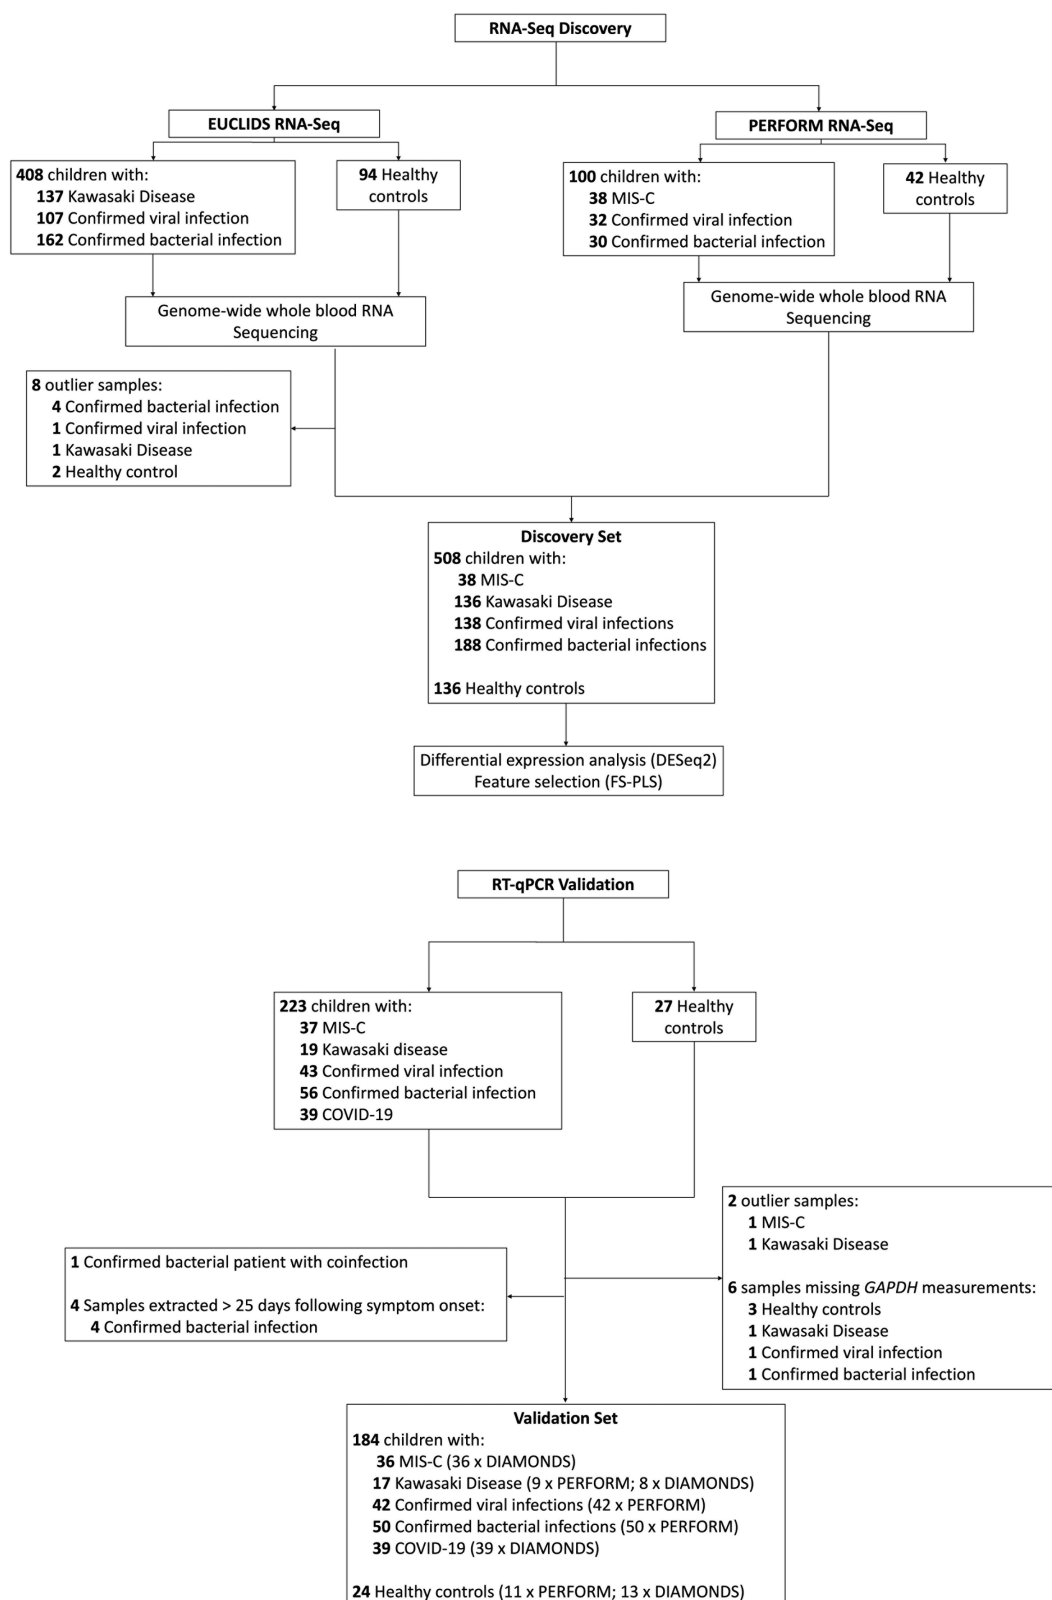 RNA-Seq Discovery
EUCLIDS RNA-Seq
408 children with:
137 Kawasaki Disease
107 Confirmed viral infection
162 Confirmed bacterial infection
94 Healthy
controls
Genome-wide whole blood RNA
Sequencing
PERFORM RNA-Seq
100 children with:
38 MIS-C
32 Confirmed viral infection
30 Confirmed bacterial infection
42 Healthy
controls
Genome-wide whole blood RNA
Sequencing
8 outlier samples:
4 Confirmed bacterial infection
1 Confirmed viral infection
1 Kawasaki Disease
2 Healthy control
Discovery Set
508 children with:
38 MIS-C
136 Kawasaki Disease
138 Confirmed viral infections
188 Confirmed bacterial infections
136 Healthy controls
Differential expression analysis (DESeq2)
Feature selection (FS-PLS)
RT-qPCR Validation
223 children with:
37 MIS-C
19 Kawasaki disease
43 Confirmed viral infection
56 Confirmed bacterial infection
39 COVID-19
27 Healthy
controls
2 outlier samples:
1 MIS-C
1 Kawasaki Disease
6 samples missing GAPDH measurements:
3 Healthy controls
1 Kawasaki Disease
1 Confirmed viral infection
1 Confirmed bacterial infection
1 Confirmed bacterial patient with coinfection
4 Samples extracted > 25 days following symptom onset:
4 Confirmed bacterial infection
Validation Set
184 children with:
36 MIS-C (36 x DIAMONDS)
17 Kawasaki Disease (9 x PERFORM; 8 x DIAMONDS)
42 Confirmed viral infections (42 x PERFORM)
50 Confirmed bacterial infections (50 x PERFORM)
39 COVID-19 (39 x DIAMONDS)
24 Healthy controls (11 x PERFORM; 13 x DIAMONDS)